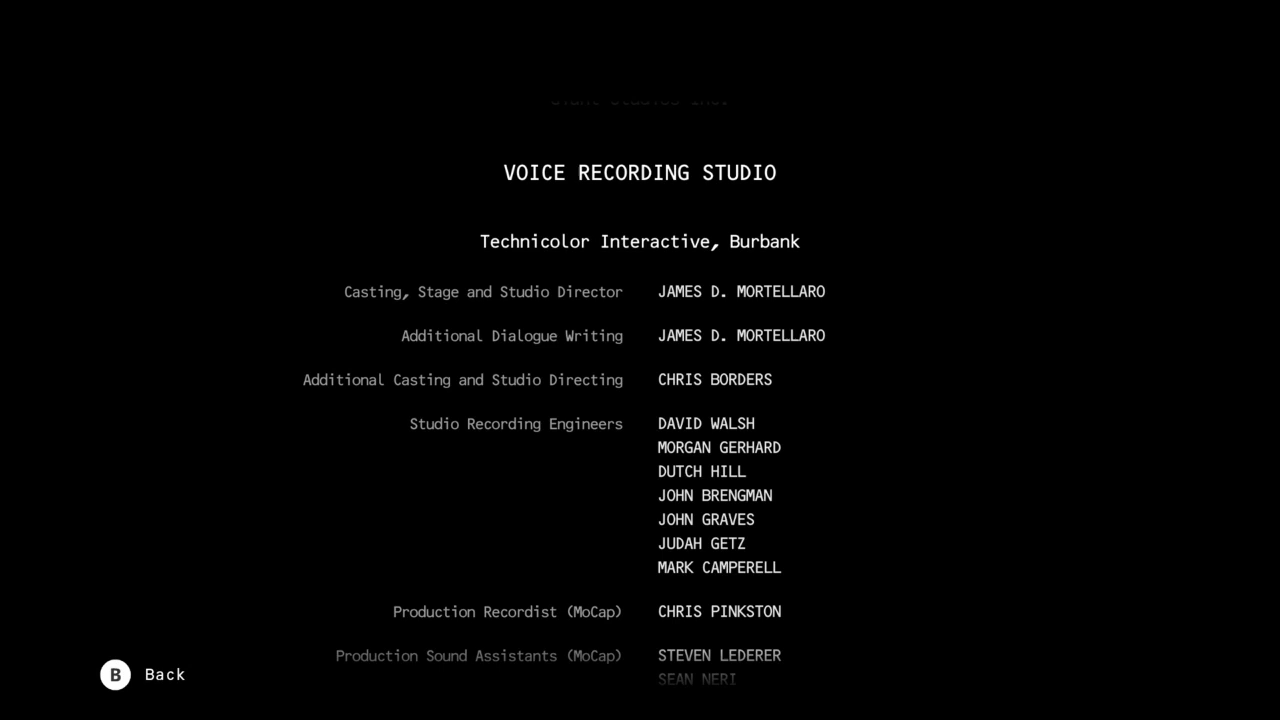 VOICE RECORDING STUDIO
Technicolor Interactive, Burbank
Casting, Stage and Studio Director JAMES D. MORTELLARO
Additional Dialogue Writing JAMES D. MORTELLARO
Additional Casting and Studio Directing CHRIS BORDERS
Studio Recording Engineers DAVID WALSH
MORGAN GERHARD
DUTCH HILL
JOHN BRENGMAN
JOHN GRAVES
JUDAH GETZ
MARK CAMPERELL
Production Recordist (MoCap) CHRIS PINKSTON
Production Sound Assistants (MoCap) STEVEN LEDERER
SEAN NERI
B Back